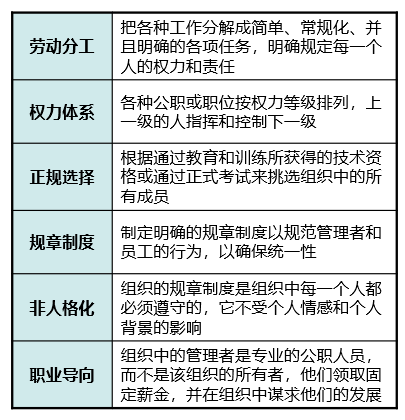 劳动分工
把各种工作分解成简单、常规化、并
且明确的各项任务，明确规定每一个
人的权力和责任
权力体系
各种公职或职位按权力等级排列，上
一级的人指挥和控制下一级
正规选择
根据通过教育和训练所获得的技术资
格或通过正式考试来挑选组织中的所
有成员
规章制度
制定明确的规章制度以规范管理者和
员工的行为，以确保统一性
非人格化
组织的规章制度是组织中每一个人都
必须遵守的，它不受个人情感和个人
背景的影响
职业导向
组织中的管理者是专业的公职人员，
而不是该组织的所有者，他们领取固
定薪金，并在组织中谋求他们的发展